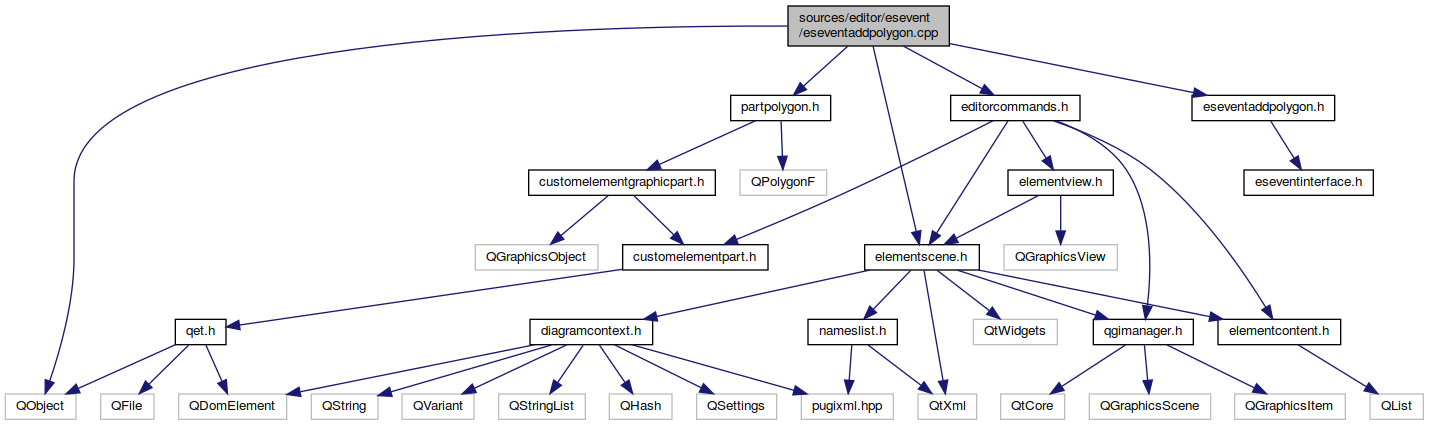 sources/editor/esevent
/eseventaddpolygon.cpp
partpolygon.h
editorcommands.h
eseventaddpolygon.h
customelementgraphicpart.h
QPolygonF
elementview.h
eseventinterface.h
QGraphicsObject
customelementpart.h
elementscene.h
QGraphicsView
qet.h
diagramcontext.h
nameslist.h
QtWidgets
qgimanager.h
elementcontent.h
QObject
QFile
QDomElement
QString
QVariant
QStringList
QHash
QSettings
pugixml.hpp
QtXml
QtCore
QGraphicsScene
QGraphicsItem
QList